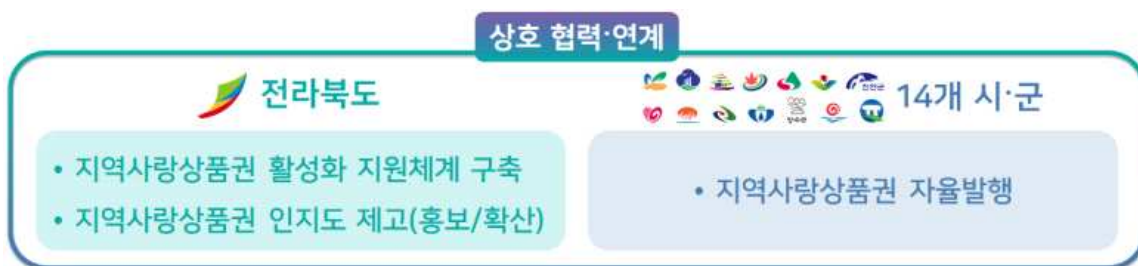 상호 협력·연계
전라북도
14개 시·군
• 지역사랑상품권 활성화 지원체계 구축
• 지역사랑상품권 인지도 제고(홍보/확산)
• 지역사랑상품권 자율발행